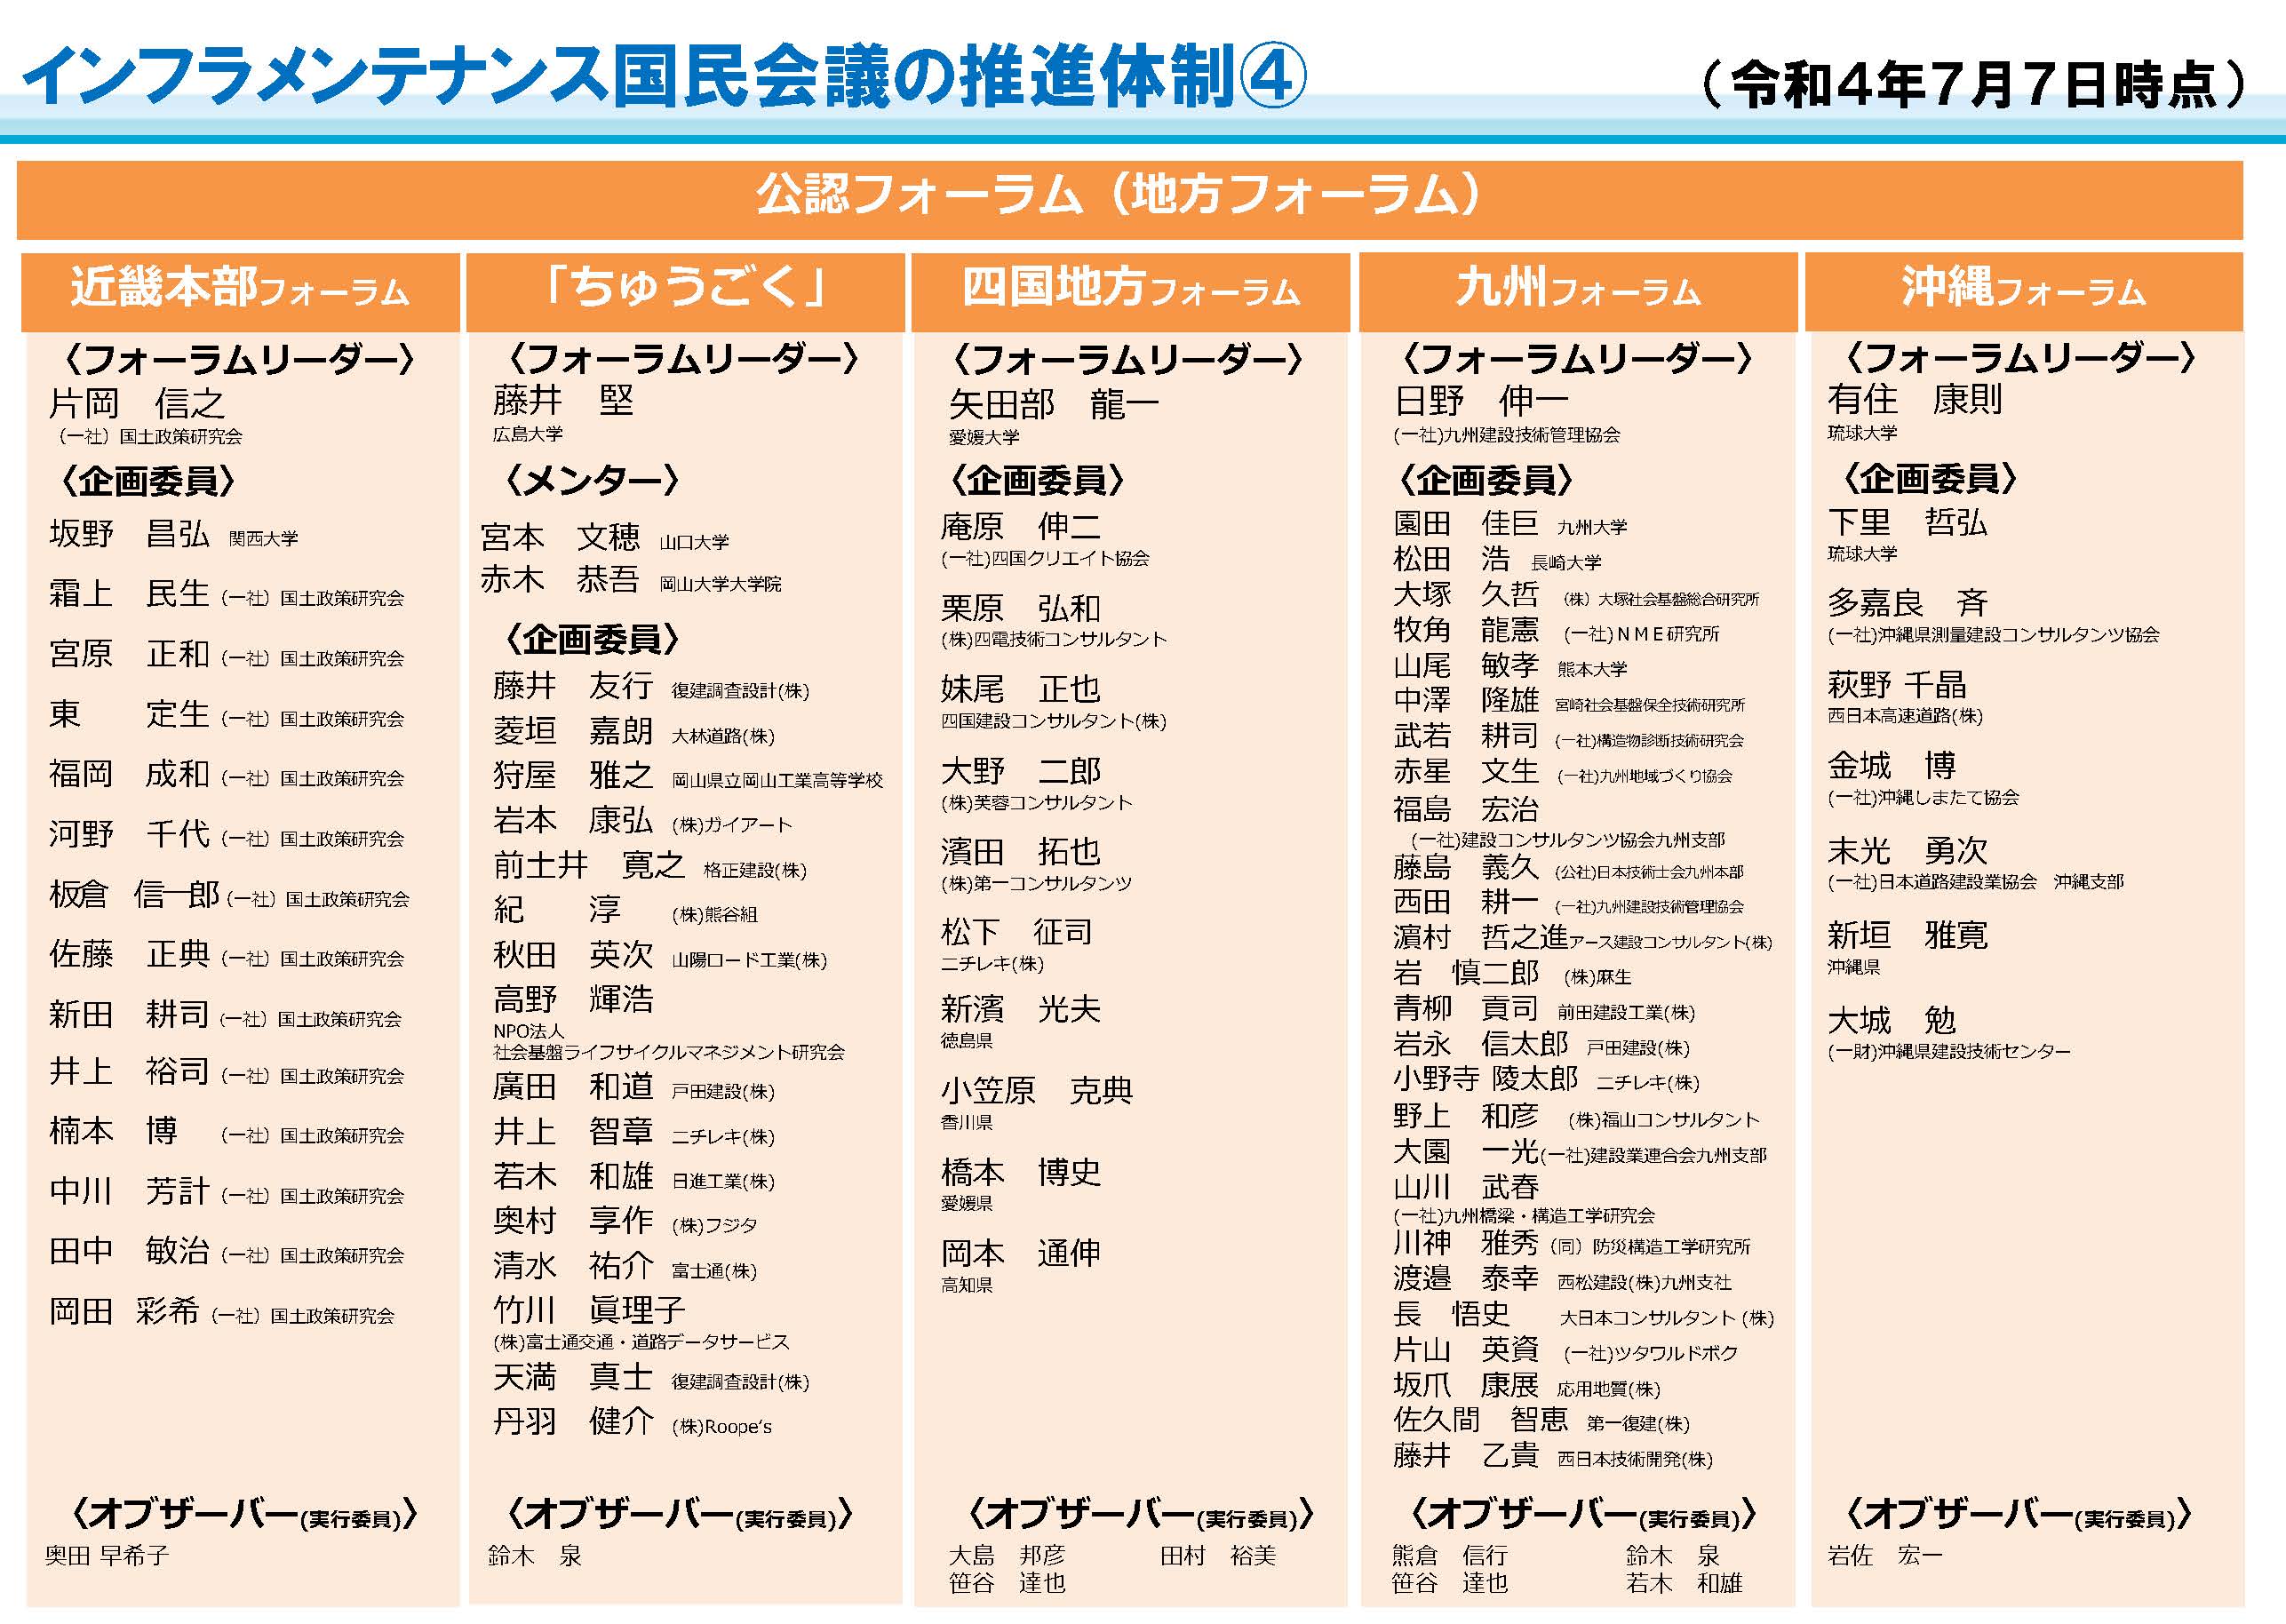 インフラメンテナンス国民会議の推進体制④
（令和４年７月７日時点）
公認フォーラム（地方フォーラム）
近畿本部フォーラム
〈フォーラムリーダー〉
片岡　信之
（一社）国土政策研究会
〈企画委員〉
坂野　昌弘 関西大学
霜上　民生（一社）国土政策研究会
宮原　正和（一社）国土政策研究会
東　　定生（一社）国土政策研究会
福岡　成和（一社）国土政策研究会
河野　千代（一社）国土政策研究会
板倉　信一郎（一社）国土政策研究会
佐藤　正典（一社）国土政策研究会
新田　耕司（一社）国土政策研究会
井上　裕司（一社）国土政策研究会
楠本　博　（一社）国土政策研究会
中川　芳計（一社）国土政策研究会
田中　敏治（一社）国土政策研究会
岡田　彩希（一社）国土政策研究会
〈オブザーバー(実行委員)〉
奥田 早希子
「ちゅうごく」
〈フォーラムリーダー〉
藤井　堅
広島大学
〈メンター〉
宮本　文穂 山口大学
赤木　恭吾 岡山大学大学院
〈企画委員〉
藤井　友行 復建調査設計(株)
菱垣　嘉朗 大林道路(株)
狩屋　雅之 岡山県立岡山工業高等学校
岩本　康弘 (株)ガイアート
前土井　寛之 格正建設(株)
紀　　淳 (株)熊谷組
秋田　英次 山陽ロード工業(株)
高野　輝浩
NPO法人
社会基盤ライフサイクルマネジメント研究会
廣田　和道 戸田建設(株)
井上　智章 ニチレキ(株)
若木　和雄 日進工業(株)
奥村　享作 (株)フジタ
清水　祐介 富士通(株)
竹川　眞理子
(株)富士通交通・道路データサービス
天満　真士 復建調査設計(株)
丹羽　健介 (株)Roope‘s
〈オブザーバー(実行委員)〉
鈴木　泉
四国地方フォーラム
〈フォーラムリーダー〉
矢田部　龍一
愛媛大学
〈企画委員〉
庵原　伸二
(一社)四国クリエイト協会
栗原　弘和
(株)四電技術コンサルタント
妹尾　正也
四国建設コンサルタント(株)
大野　二郎
(株)芙蓉コンサルタント
濱田　拓也
(株)第一コンサルタンツ
松下　征司
ニチレキ(株)
新濱　光夫
徳島県
小笠原　克典
香川県
橋本　博史
愛媛県
岡本　通伸
高知県
〈オブザーバー(実行委員)〉
大島　邦彦　　田村　裕美
笹谷　達也
九州フォーラム
〈フォーラムリーダー〉
日野　伸一
(一社)九州建設技術管理協会
〈企画委員〉
園田　佳巨 九州大学
松田　浩 長崎大学
大塚　久哲 （株）大塚社会基盤総合研究所
牧角　龍憲 (一社)ＮＭＥ研究所
山尾　敏孝 熊本大学
中澤　隆雄 宮崎社会基盤保全技術研究所
武若　耕司 (一社)構造物診断技術研究会
赤星　文生 (一社)九州地域づくり協会
福島　宏治
(一社)建設コンサルタンツ協会九州支部
藤島　義久 (公社)日本技術士会九州本部
西田　耕一 (一社)九州建設技術管理協会
濵村　哲之進アース建設コンサルタント(株)
岩　慎二郎 (株)麻生
青柳　貢司 前田建設工業(株)
岩永　信太郎 戸田建設(株)
小野寺 陵太郎 ニチレキ(株)
野上　和彦 (株)福山コンサルタント
大園　一光(一社)建設業連合会九州支部
山川　武春
(一社)九州橋梁・構造工学研究会
川神　雅秀（同）防災構造工学研究所
渡邉　泰幸 西松建設(株)九州支社
長　悟史 大日本コンサルタント (株)
片山　英資 (一社)ツタワルドボク
坂爪　康展 応用地質(株)
佐久間　智恵 第一復建(株)
藤井　乙貴 西日本技術開発(株)
〈オブザーバー(実行委員)〉
熊倉　信行　　鈴木　泉
笹谷　達也　　若木　和雄
沖縄フォーラム
〈フォーラムリーダー〉
有住　康則
琉球大学
〈企画委員〉
下里　哲弘
琉球大学
多嘉良　斉
(一社)沖縄県測量建設コンサルタンツ協会
萩野 千晶
西日本高速道路(株)
金城　博
(一社)沖縄しまたて協会
末光　勇次
(一社)日本道路建設業協会　沖縄支部
新垣　雅寛
沖縄県
大城　勉
(一財)沖縄県建設技術センター
〈オブザーバー(実行委員)〉
岩佐　宏一